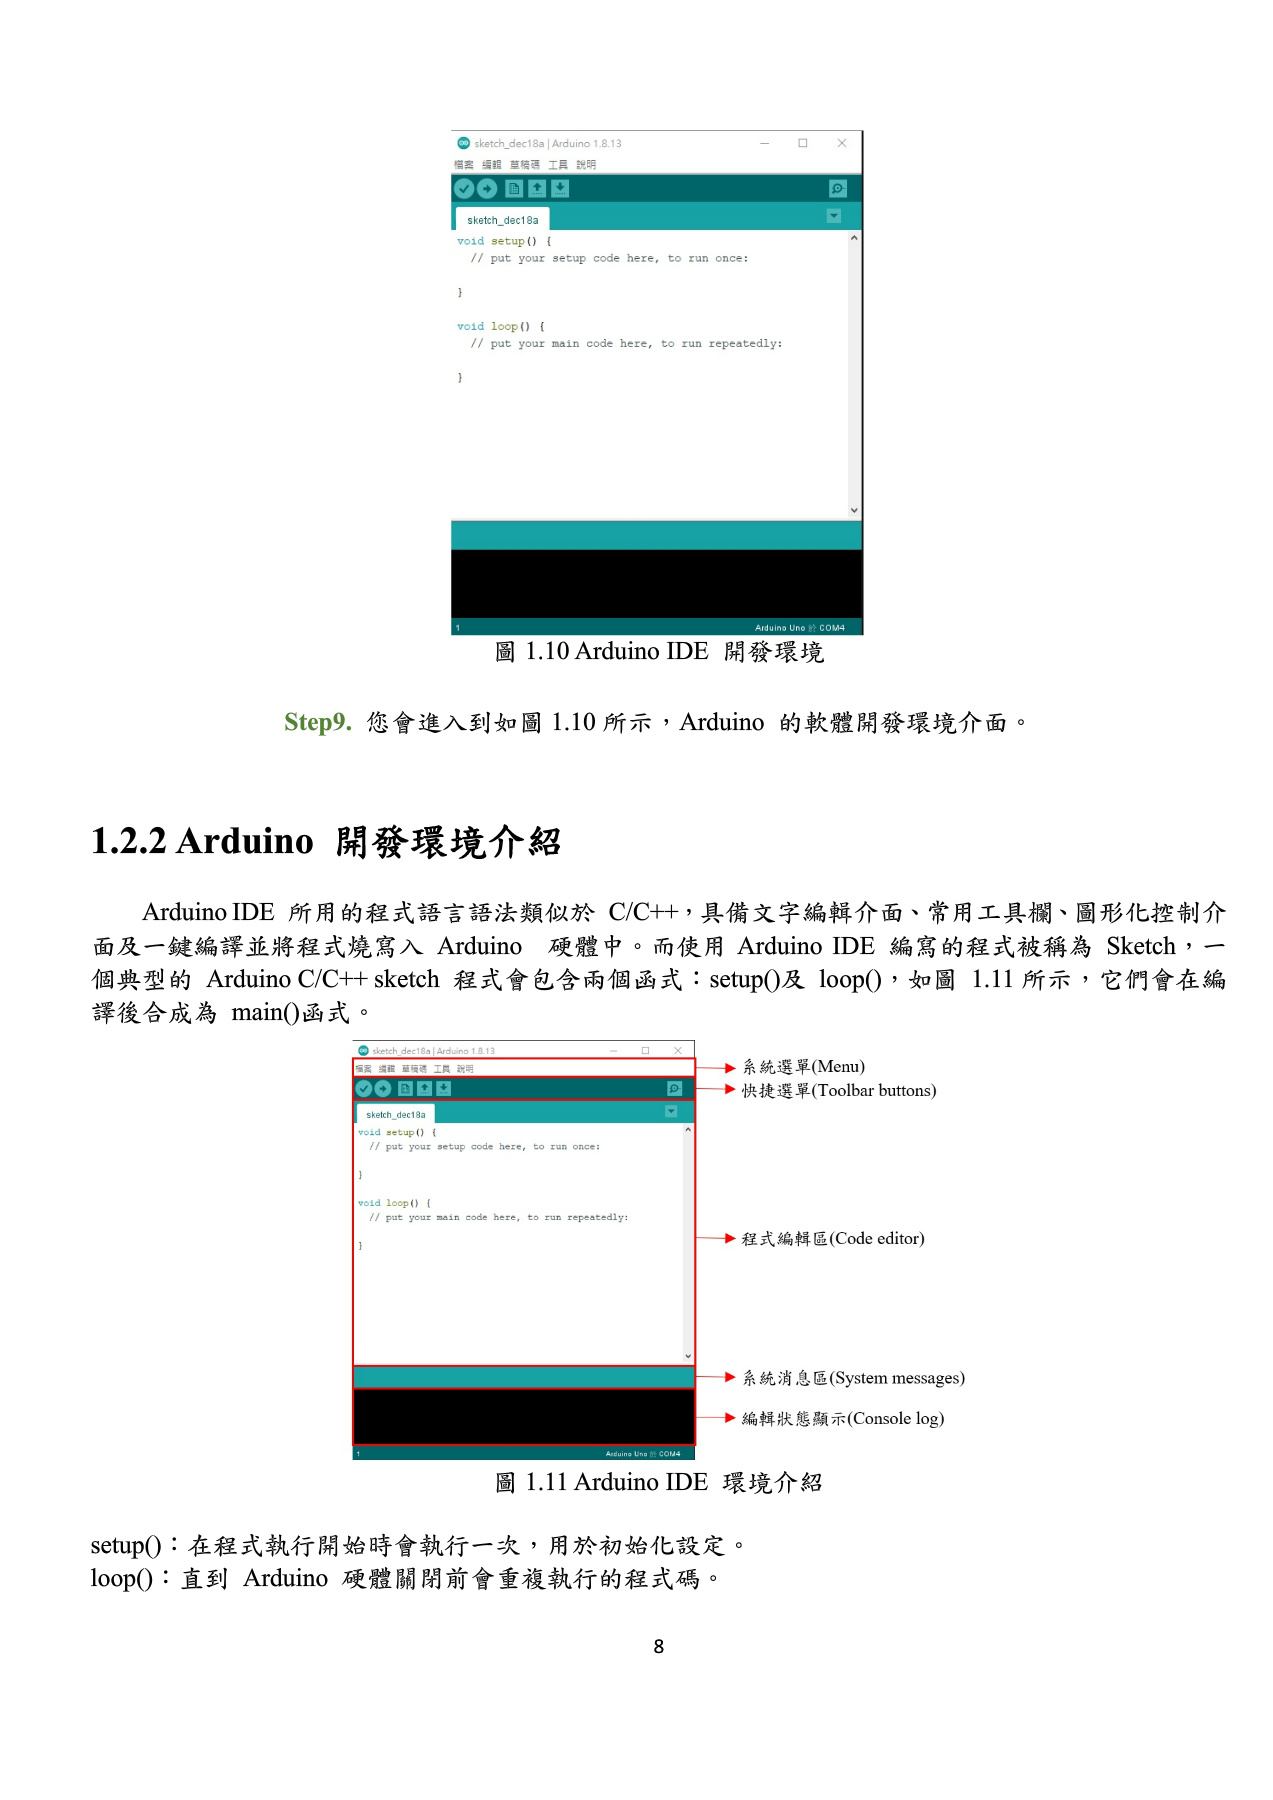 sketch_dec18a | Arduino 1.8.13
檔案 編輯 草稿碼 工具 說明
sketch_dec18a
void setup() {
// put your setup code here, to run once:
}
void loop() {
// put your main code here, to run repeatedly:
}
1 Arduino Uno 於 COM4
圖 1.10 Arduino IDE 開發環境
Step9. 您會進入到如圖 1.10 所示，Arduino 的軟體開發環境介面。
1.2.2 Arduino 開發環境介紹
Arduino IDE 所用的程式語言語法類似於 C/C++，具備文字編輯介面、常用工具欄、圖形化控制介
面及一鍵編譯並將程式燒寫入 Arduino 硬體中。而使用 Arduino IDE 編寫的程式被稱為 Sketch，一
個典型的 Arduino C/C++ sketch 程式會包含兩個函式：setup()及 loop()，如圖 1.11 所示，它們會在編
譯後合成為 main()函式。
sketch_dec18a | Arduino 1.8.13
檔案 編輯 草稿碼 工具 說明
系統選單(Menu)
快捷選單(Toolbar buttons)
sketch_dec18a
void setup() {
// put your setup code here, to run once:
}
void loop() {
// put your main code here, to run repeatedly:
}
程式編輯區(Code editor)
系統消息區(System messages)
編輯狀態顯示(Console log)
1 Arduino Uno 於 COM4
圖 1.11 Arduino IDE 環境介紹
setup()：在程式執行開始時會執行一次，用於初始化設定。
loop()：直到 Arduino 硬體關閉前會重複執行的程式碼。
8